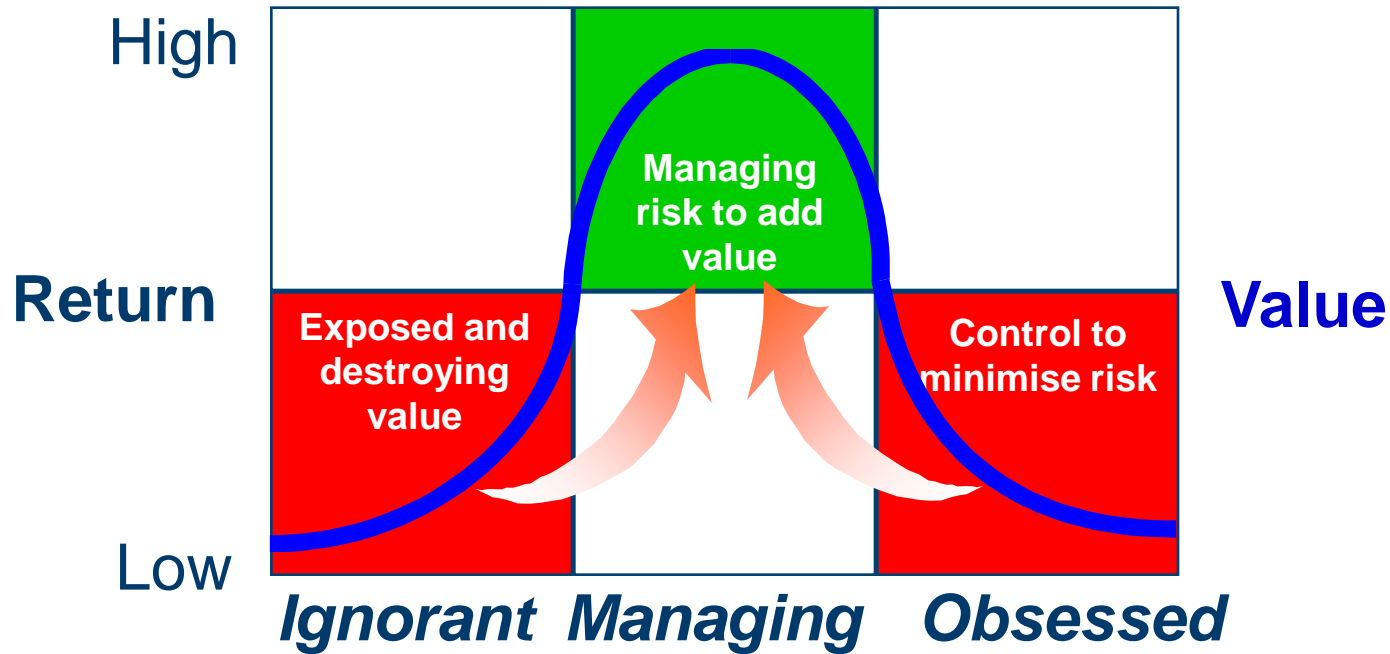 High
Managing
risk to add
value
Return
Value
Exposed and
destroying
value
Control to
minimise risk
Low
Ignorant Managing Obsessed